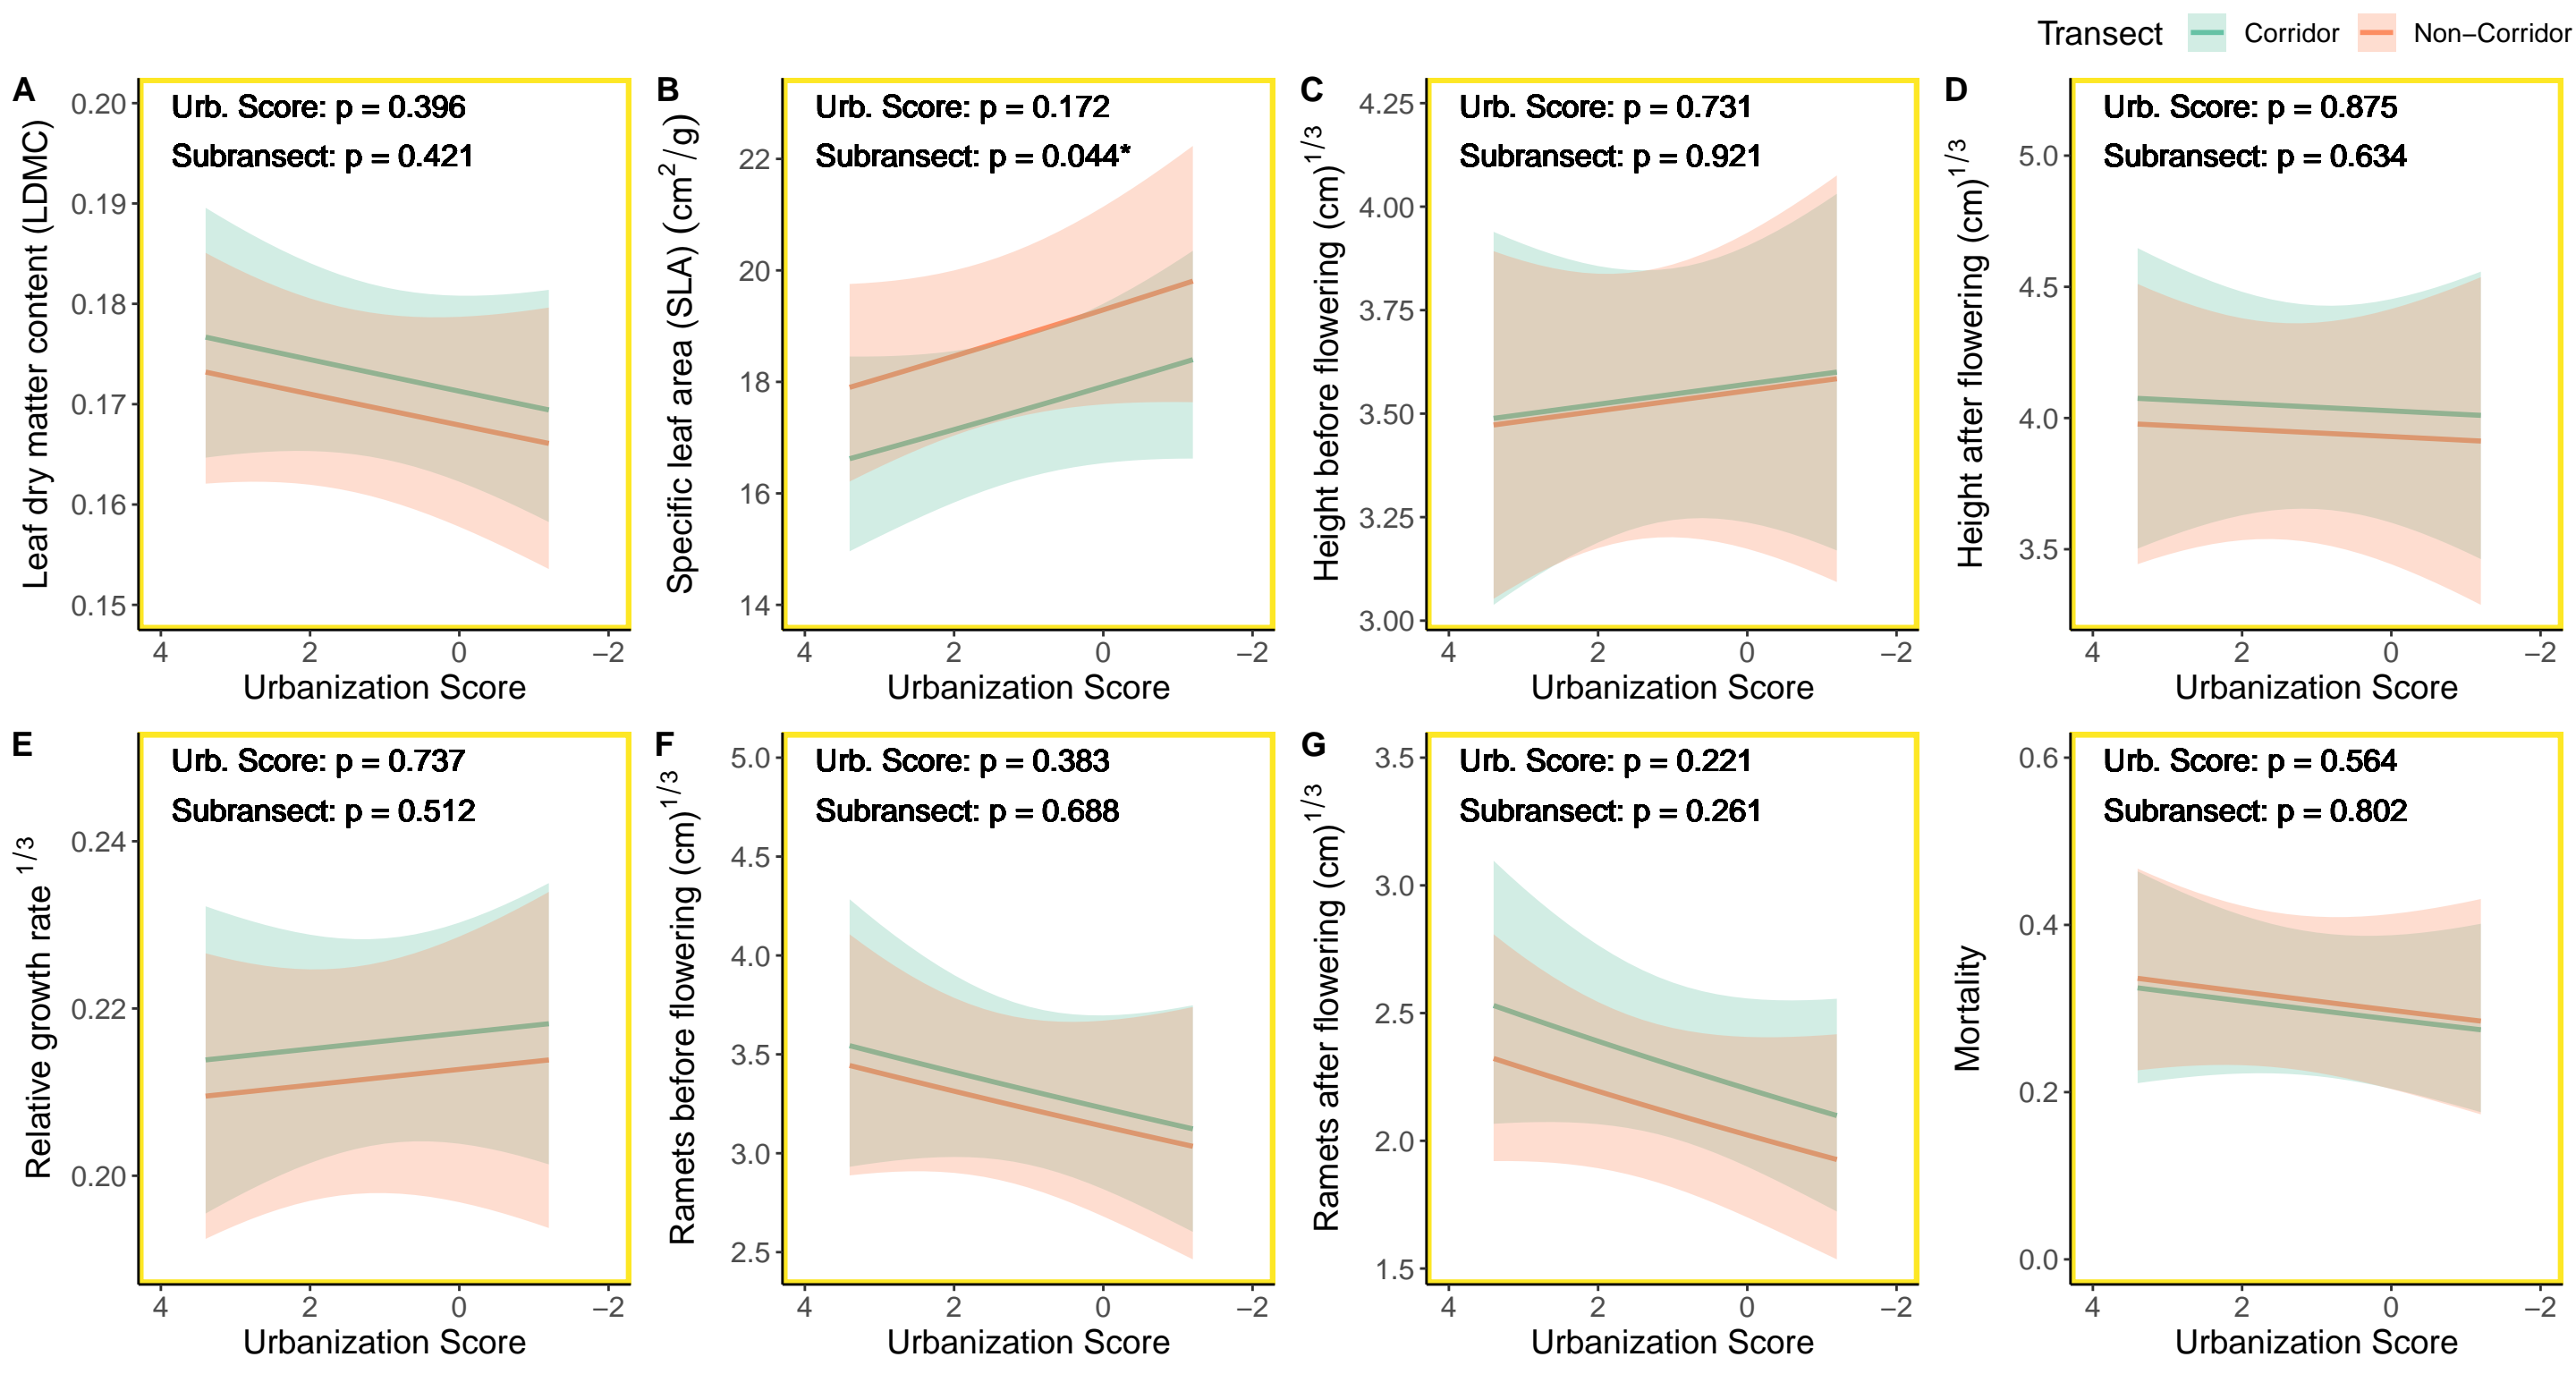 Transect Corridor Non−Corridor
A
Leaf dry matter content (LDMC)
0.20
0.19
0.18
0.17
0.16
0.15
Urb. Score: p = 0.396
Subransect: p = 0.421
4 2 0 −2
Urbanization Score
B
Specific leaf area (SLA) (cm²/g)
22
20
18
16
14
Urb. Score: p = 0.172
Subransect: p = 0.044*
4 2 0 −2
Urbanization Score
C
Height before flowering (cm)^1/3
4.25
4.00
3.75
3.50
3.25
3.00
Urb. Score: p = 0.731
Subransect: p = 0.921
4 2 0 −2
Urbanization Score
D
Height after flowering (cm)^1/3
5.0
4.5
4.0
3.5
Urb. Score: p = 0.875
Subransect: p = 0.634
4 2 0 −2
Urbanization Score
E
Relative growth rate ^1/3
0.24
0.22
0.20
Urb. Score: p = 0.737
Subransect: p = 0.512
4 2 0 −2
Urbanization Score
F
Ramets before flowering (cm)^1/3
5.0
4.5
4.0
3.5
3.0
2.5
Urb. Score: p = 0.383
Subransect: p = 0.688
4 2 0 −2
Urbanization Score
G
Ramets after flowering (cm)^1/3
3.5
3.0
2.5
2.0
1.5
Urb. Score: p = 0.221
Subransect: p = 0.261
4 2 0 −2
Urbanization Score
Mortality
0.6
0.4
0.2
0.0
Urb. Score: p = 0.564
Subransect: p = 0.802
4 2 0 −2
Urbanization Score